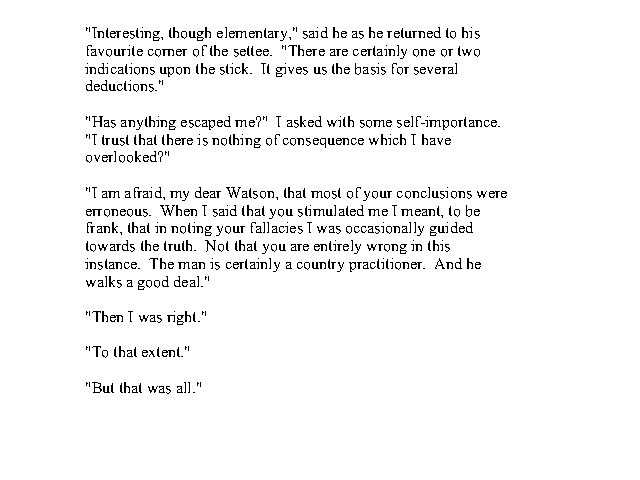 "Interesting, though elementary," said he as he returned to his
favourite corner of the settee.  "There are certainly one or two
indications upon the stick.  It gives us the basis for several
deductions."

"Has anything escaped me?"  I asked with some self-importance.
"I trust that there is nothing of consequence which I have
overlooked?"

"I am afraid, my dear Watson, that most of your conclusions were
erroneous.  When I said that you stimulated me I meant, to be
frank, that in noting your fallacies I was occasionally guided
towards the truth.  Not that you are entirely wrong in this
instance.  The man is certainly a country practitioner.  And he
walks a good deal."

"Then I was right."

"To that extent."

"But that was all."